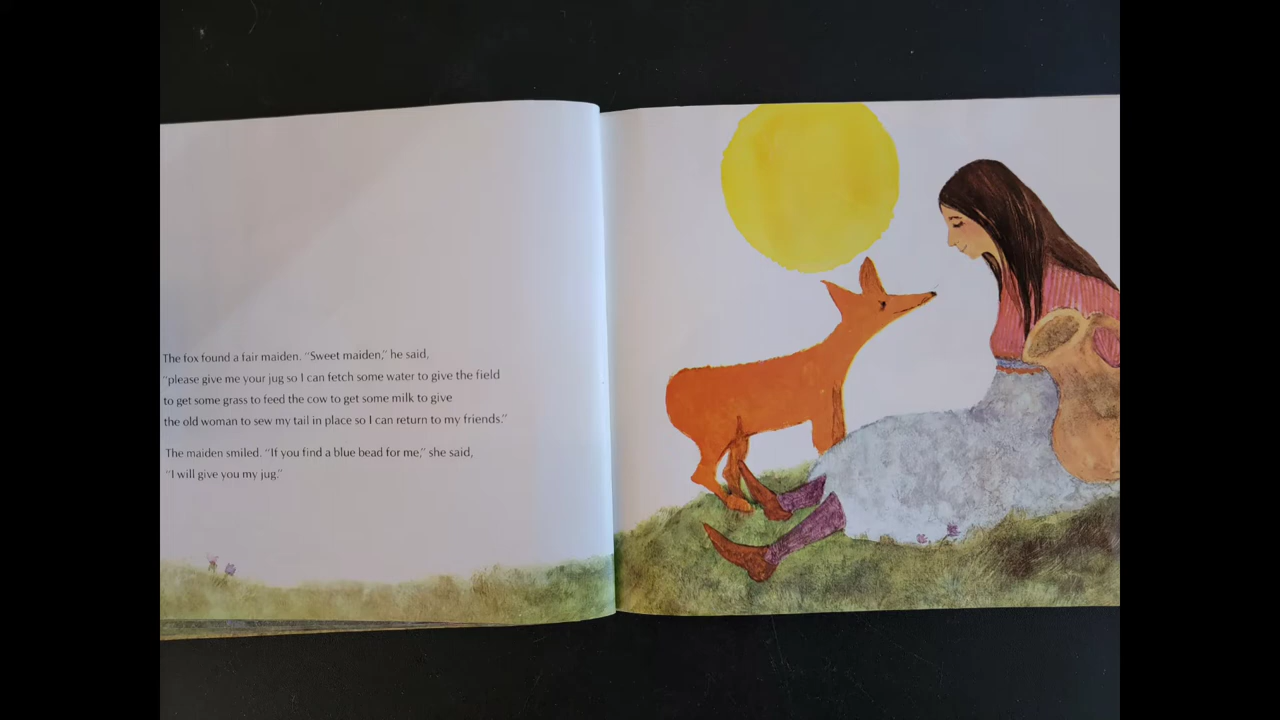 The fox found a fair maiden. “Sweet maiden,” he said,
“please give me your jug so I can fetch some water to give the field
to get some grass to feed the cow to get some milk to give
the old woman to sew my tail in place so I can return to my friends.”
The maiden smiled. “If you find a blue bead for me,” she said,
“I will give you my jug.”